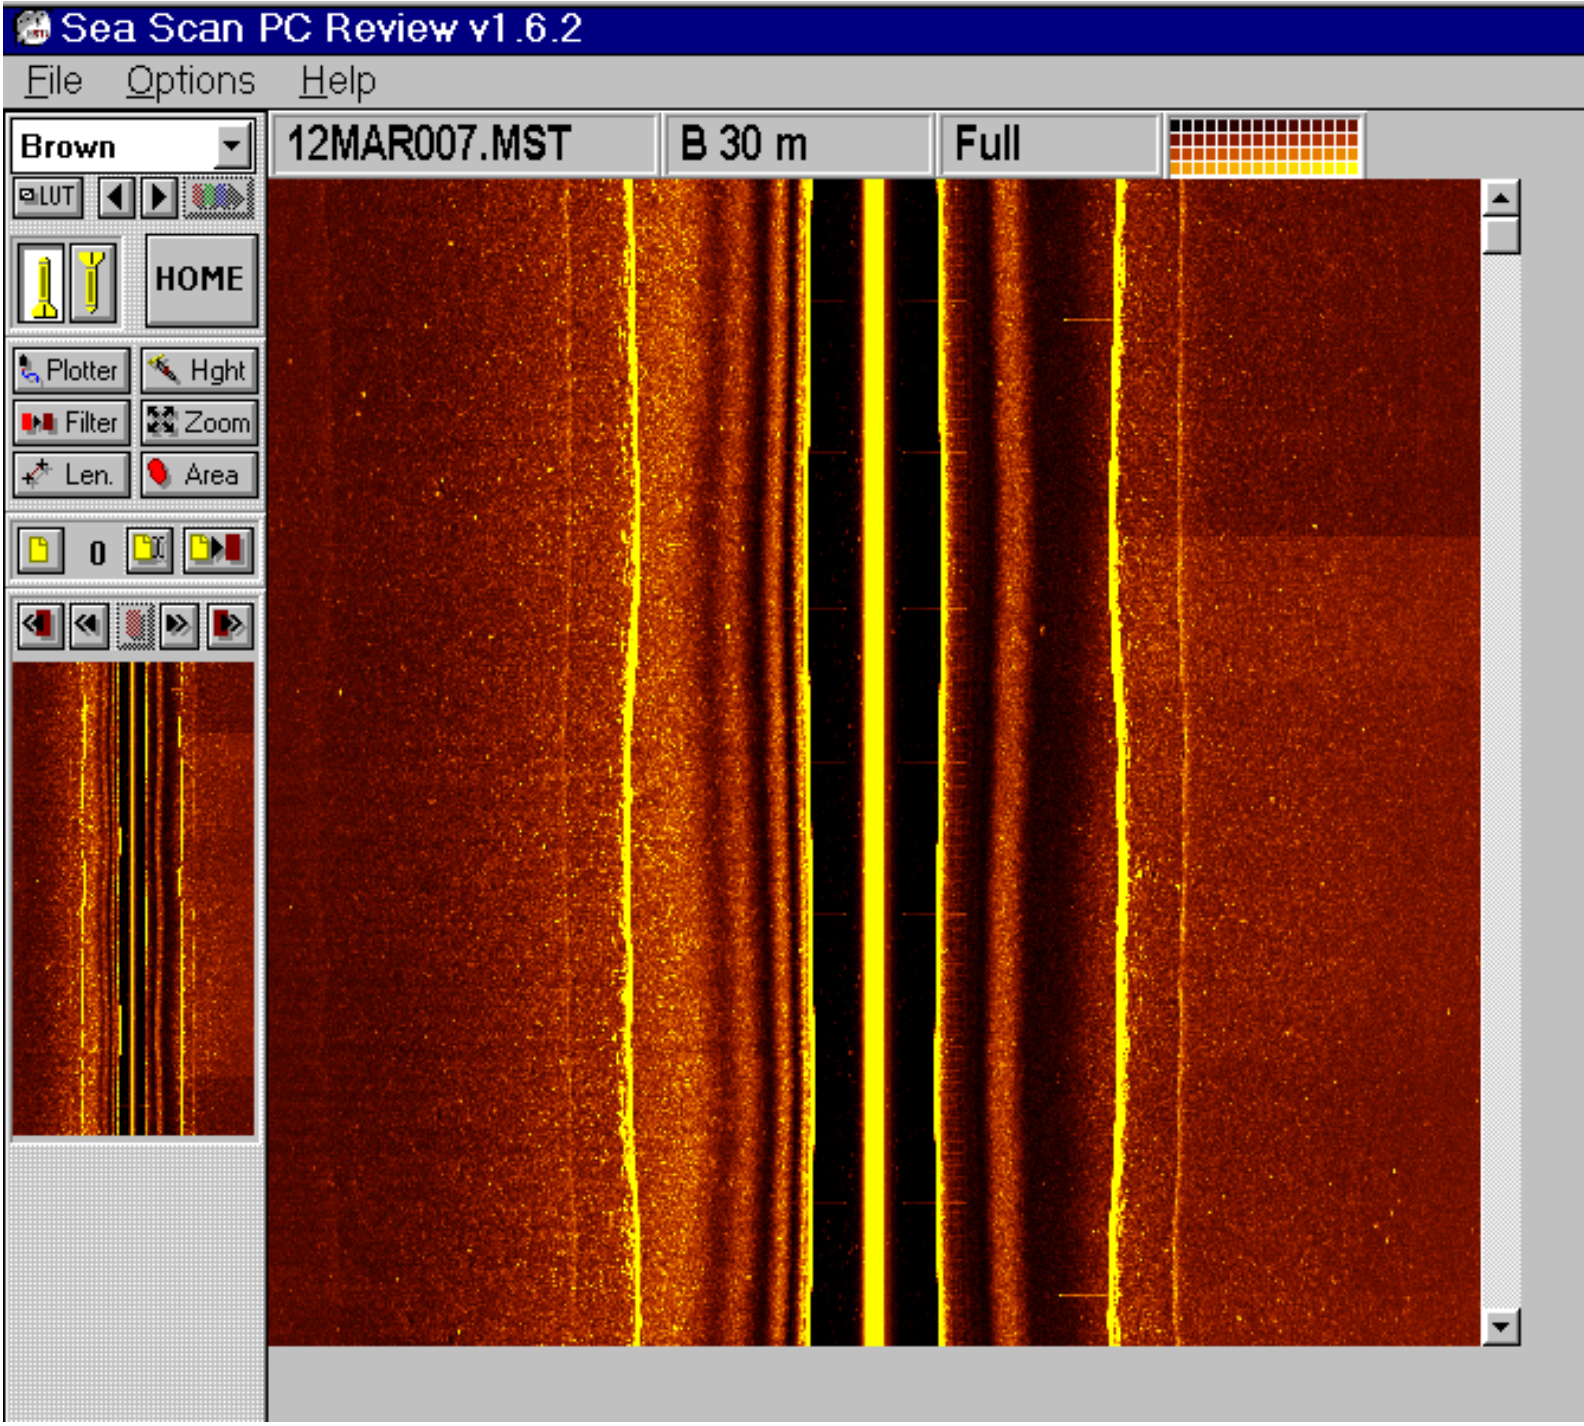 Sea Scan PC Review v1.6.2
File Options Help
Brown
12MAR007.MST
B 30 m
Full
LUT
HOME
Plotter
Hght
Filter
Zoom
Len.
Area
0